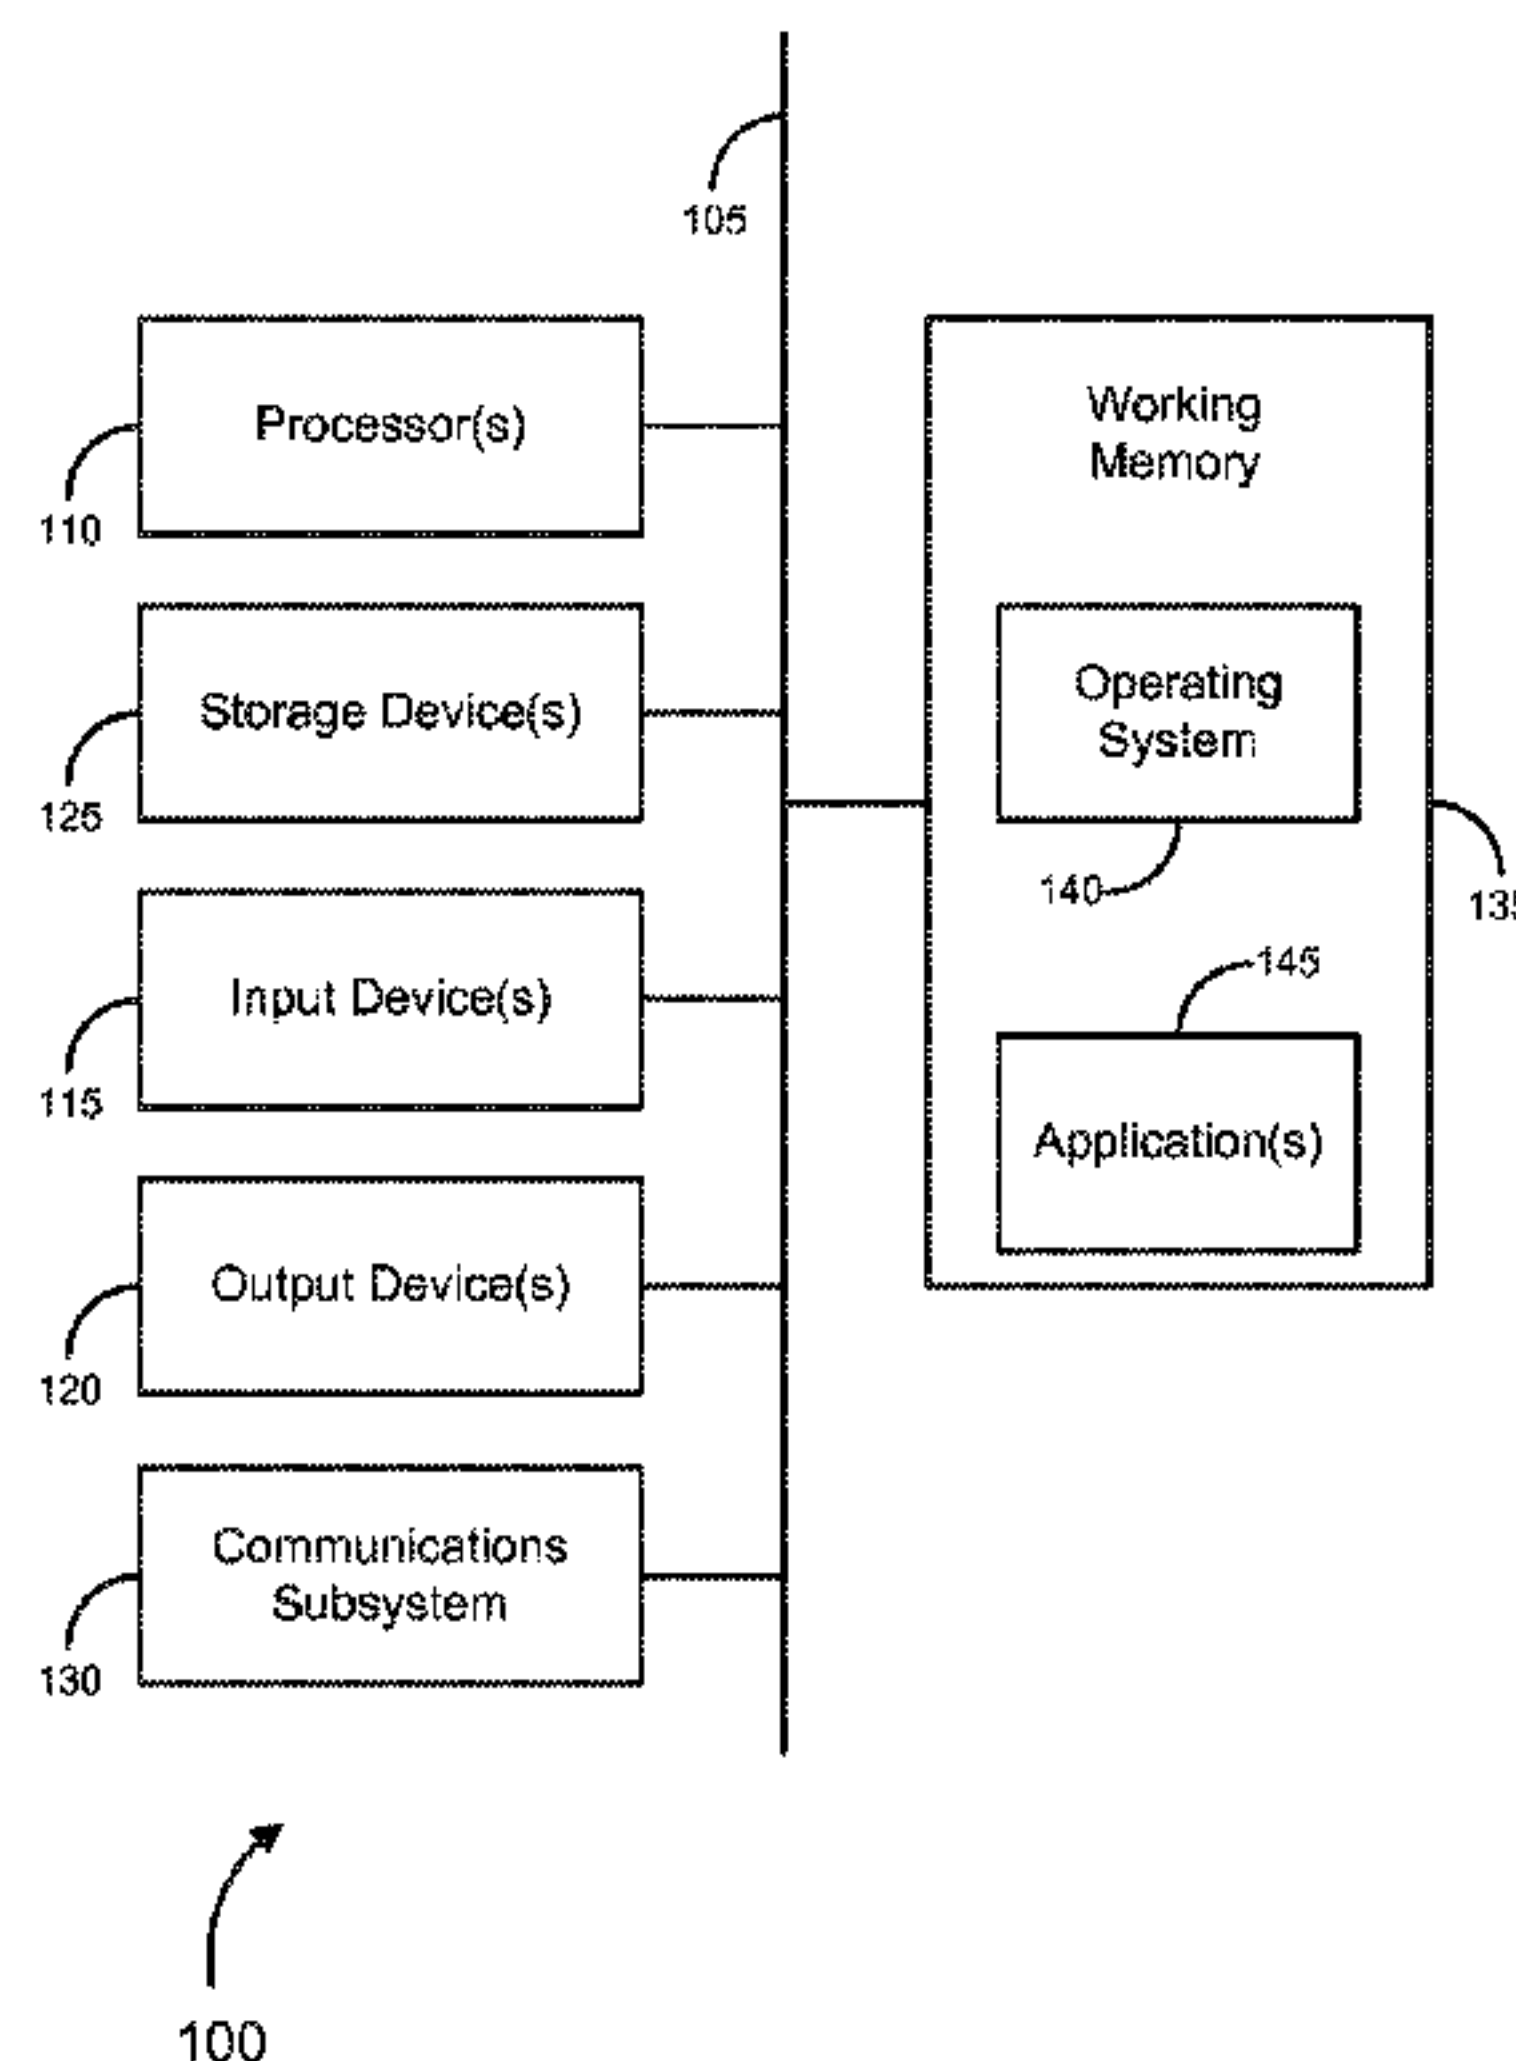 105
Processor(s)
110
Storage Device(s)
125
Input Device(s)
115
Output Device(s)
120
Communications
Subsystem
130
Working
Memory
Operating
System
140
135
145
Application(s)
100